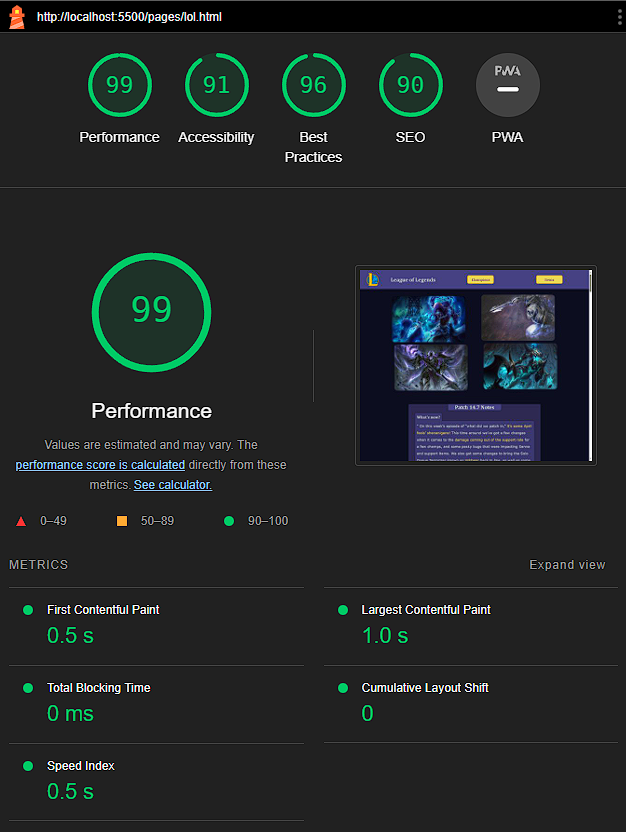 http://localhost:5500/pages/lol.html
99
91
96
90
PWA
Performance
Accessibility
Best
Practices
SEO
PWA
99
Performance
Values are estimated and may vary. The
performance score is calculated directly from these
metrics. See calculator.
0–49
50–89
90–100
League of Legends
Patch 14.7 Notes
What's new?
METRICS
Expand view
First Contentful Paint
0.5 s
Largest Contentful Paint
1.0 s
Total Blocking Time
0 ms
Cumulative Layout Shift
0
Speed Index
0.5 s